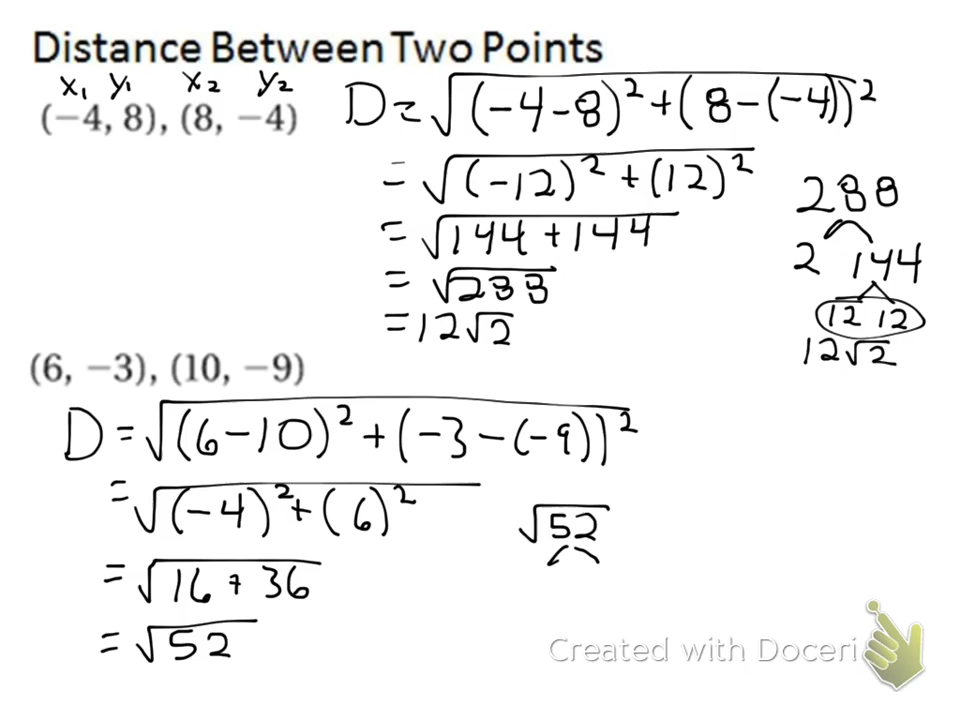 Distance Between Two Points
x₁ y₁ x₂ y₂
(−4, 8), (8, −4)
D = √((−4−8)² + (8−(−4))²
= √((−12)² + (12)²
= √(144 + 144)
= √288
= 12√2
288
2 144
12 12
12√2
(6, −3), (10, −9)
D = √((6−10)² + (−3−(−9))²
= √((−4)² + (6)²
= √(16 + 36)
= √52
√52
Created with Doceri